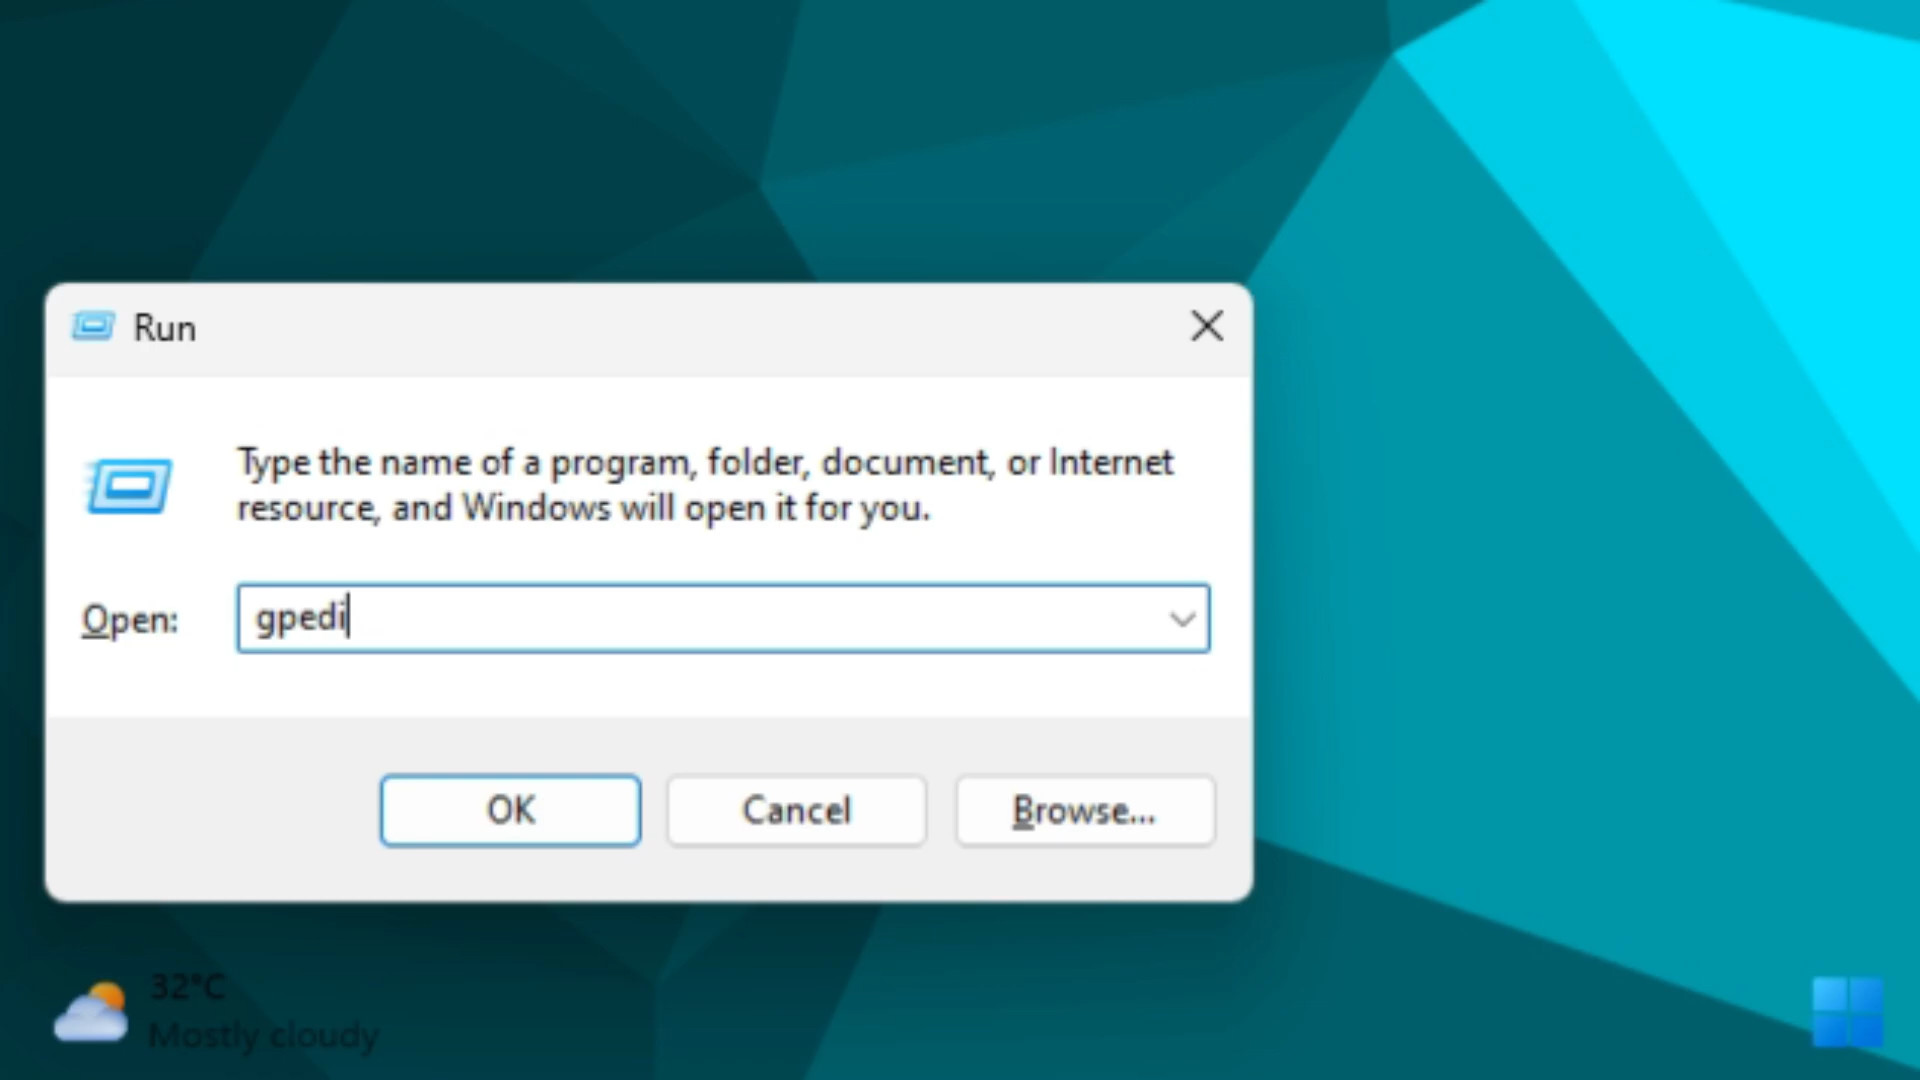 Run
Type the name of a program, folder, document, or Internet
resource, and Windows will open it for you.
Open: gpedi
OK Cancel Browse...
32°C
Mostly cloudy